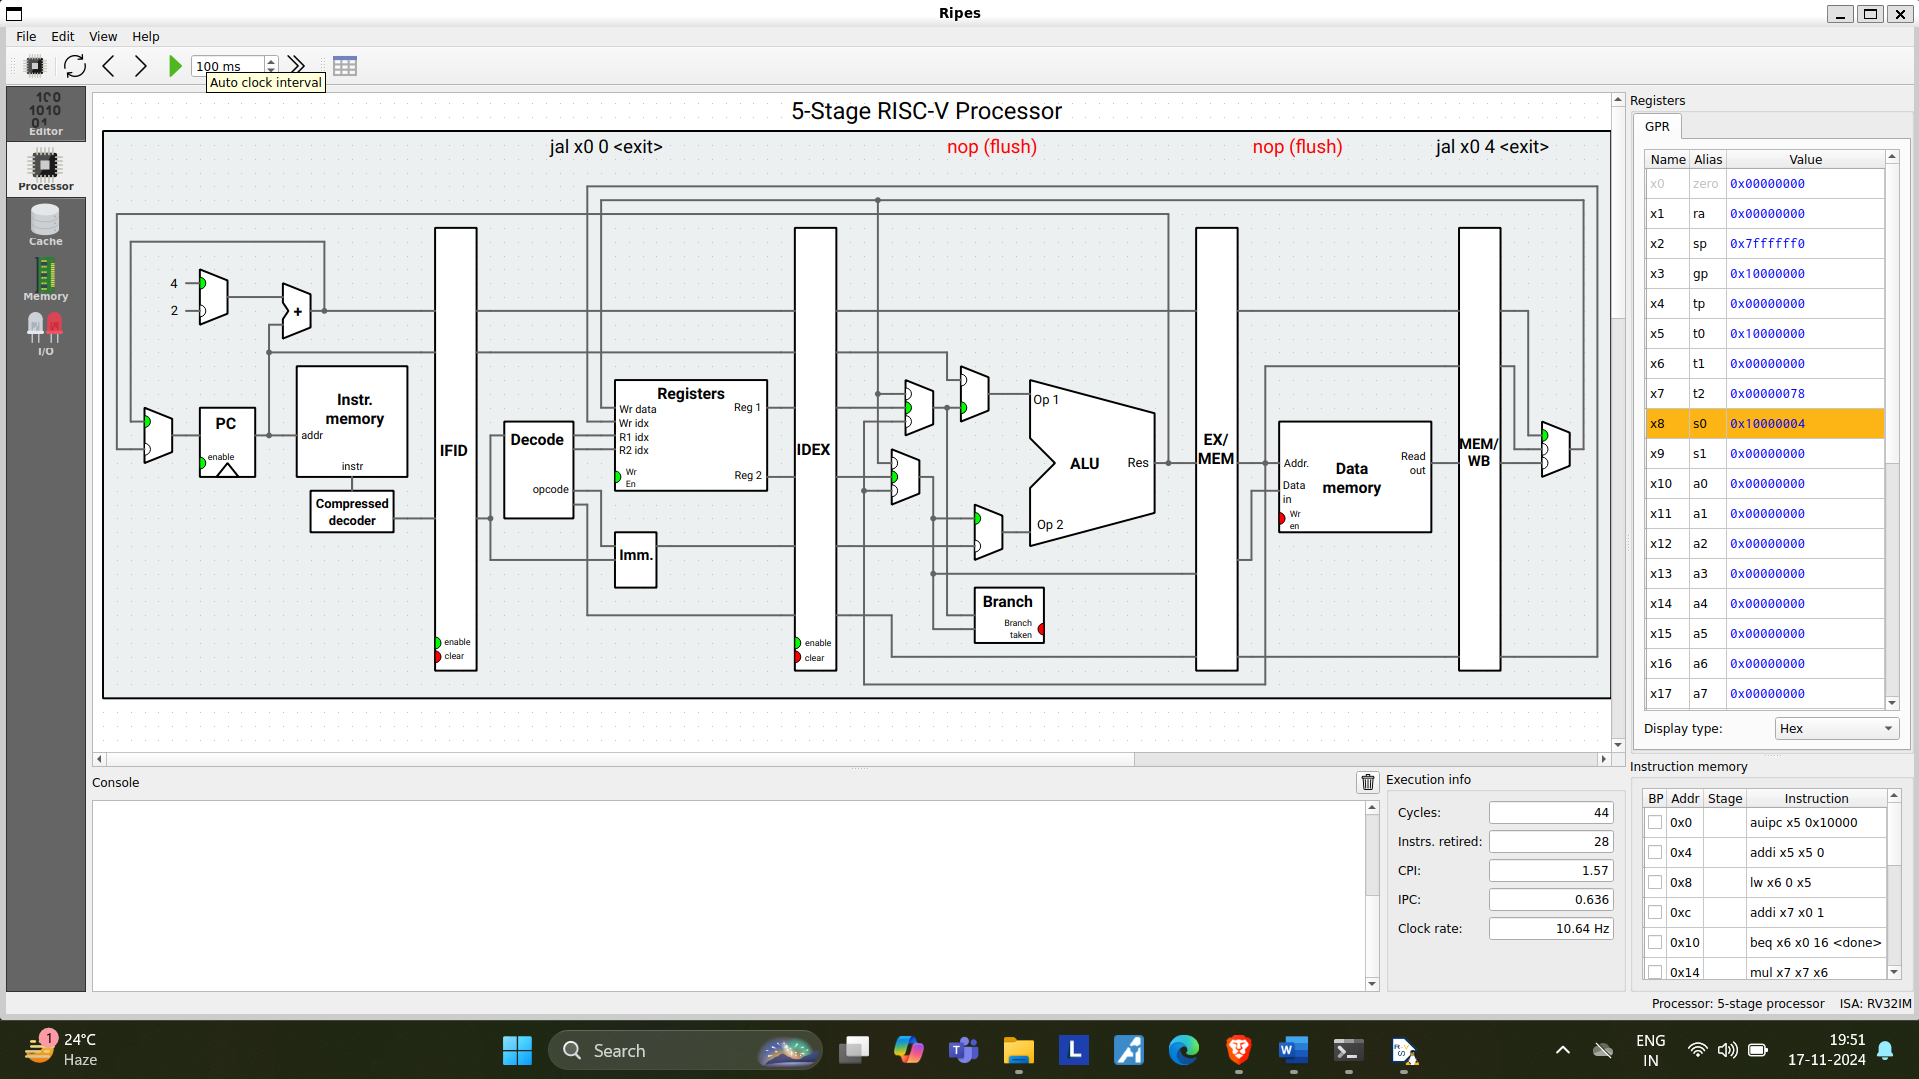 Ripes
File Edit View Help
100 ms
Auto clock interval
100
1010
01
Editor
Processor
Cache
Memory
I/O
5-Stage RISC-V Processor
jal x0 0 <exit>
nop (flush)
nop (flush)
jal x0 4 <exit>
4
2
+
PC
enable
Instr.
memory
addr
instr
Compressed
decoder
IFID
enable
clear
Decode
opcode
Registers
Wr data
Wr idx
R1 idx
R2 idx
Wr
En
Reg 1
Reg 2
Imm.
IDEX
enable
clear
Op 1
ALU
Res
Op 2
Branch
Branch
taken
EX/
MEM
Addr.
Data
in
Wr
en
Data
memory
Read
out
MEM/
WB
Registers
GPR
Name Alias Value
x0 zero 0x00000000
x1 ra 0x00000000
x2 sp 0x7ffffff0
x3 gp 0x10000000
x4 tp 0x00000000
x5 t0 0x10000000
x6 t1 0x00000000
x7 t2 0x00000078
x8 s0 0x10000004
x9 s1 0x00000000
x10 a0 0x00000000
x11 a1 0x00000000
x12 a2 0x00000000
x13 a3 0x00000000
x14 a4 0x00000000
x15 a5 0x00000000
x16 a6 0x00000000
x17 a7 0x00000000
Display type: Hex
Console
Execution info
Cycles: 44
Instrs. retired: 28
CPI: 1.57
IPC: 0.636
Clock rate: 10.64 Hz
Instruction memory
BP Addr Stage Instruction
0x0 auipc x5 0x10000
0x4 addi x5 x5 0
0x8 lw x6 0 x5
0xc addi x7 x0 1
0x10 beq x6 x0 16 <done>
0x14 mul x7 x7 x6
Processor: 5-stage processor ISA: RV32IM
1
24°C
Haze
Search
L
ENG
IN
19:51
17-11-2024